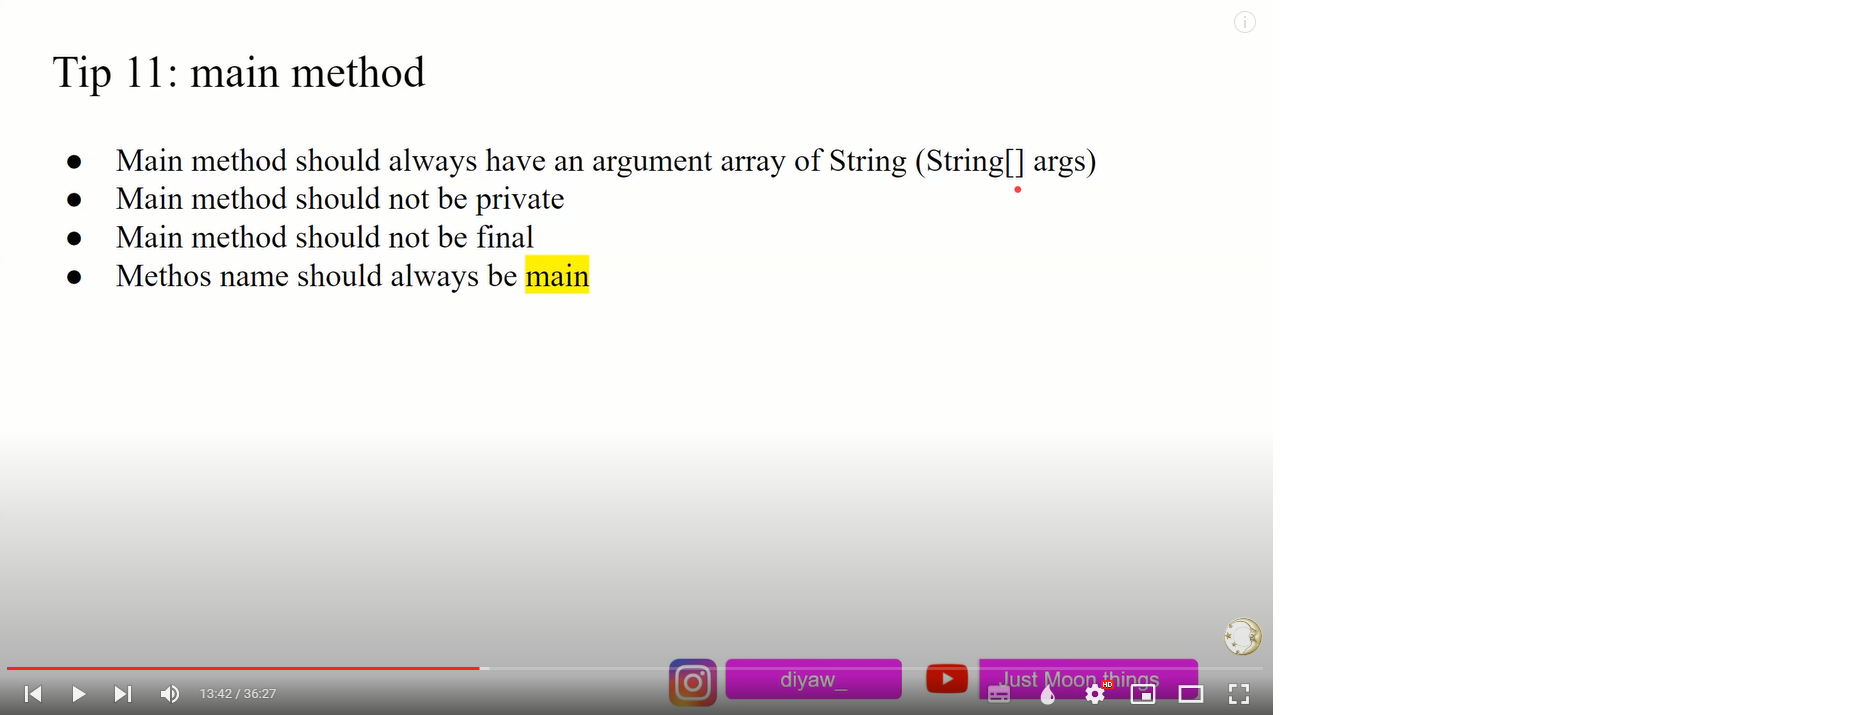 Tip 11: main method
● Main method should always have an argument array of String (String[] args)
● Main method should not be private
● Main method should not be final
● Methos name should always be main
diyaw_
Just Moon things
13:42 / 36:27
HD